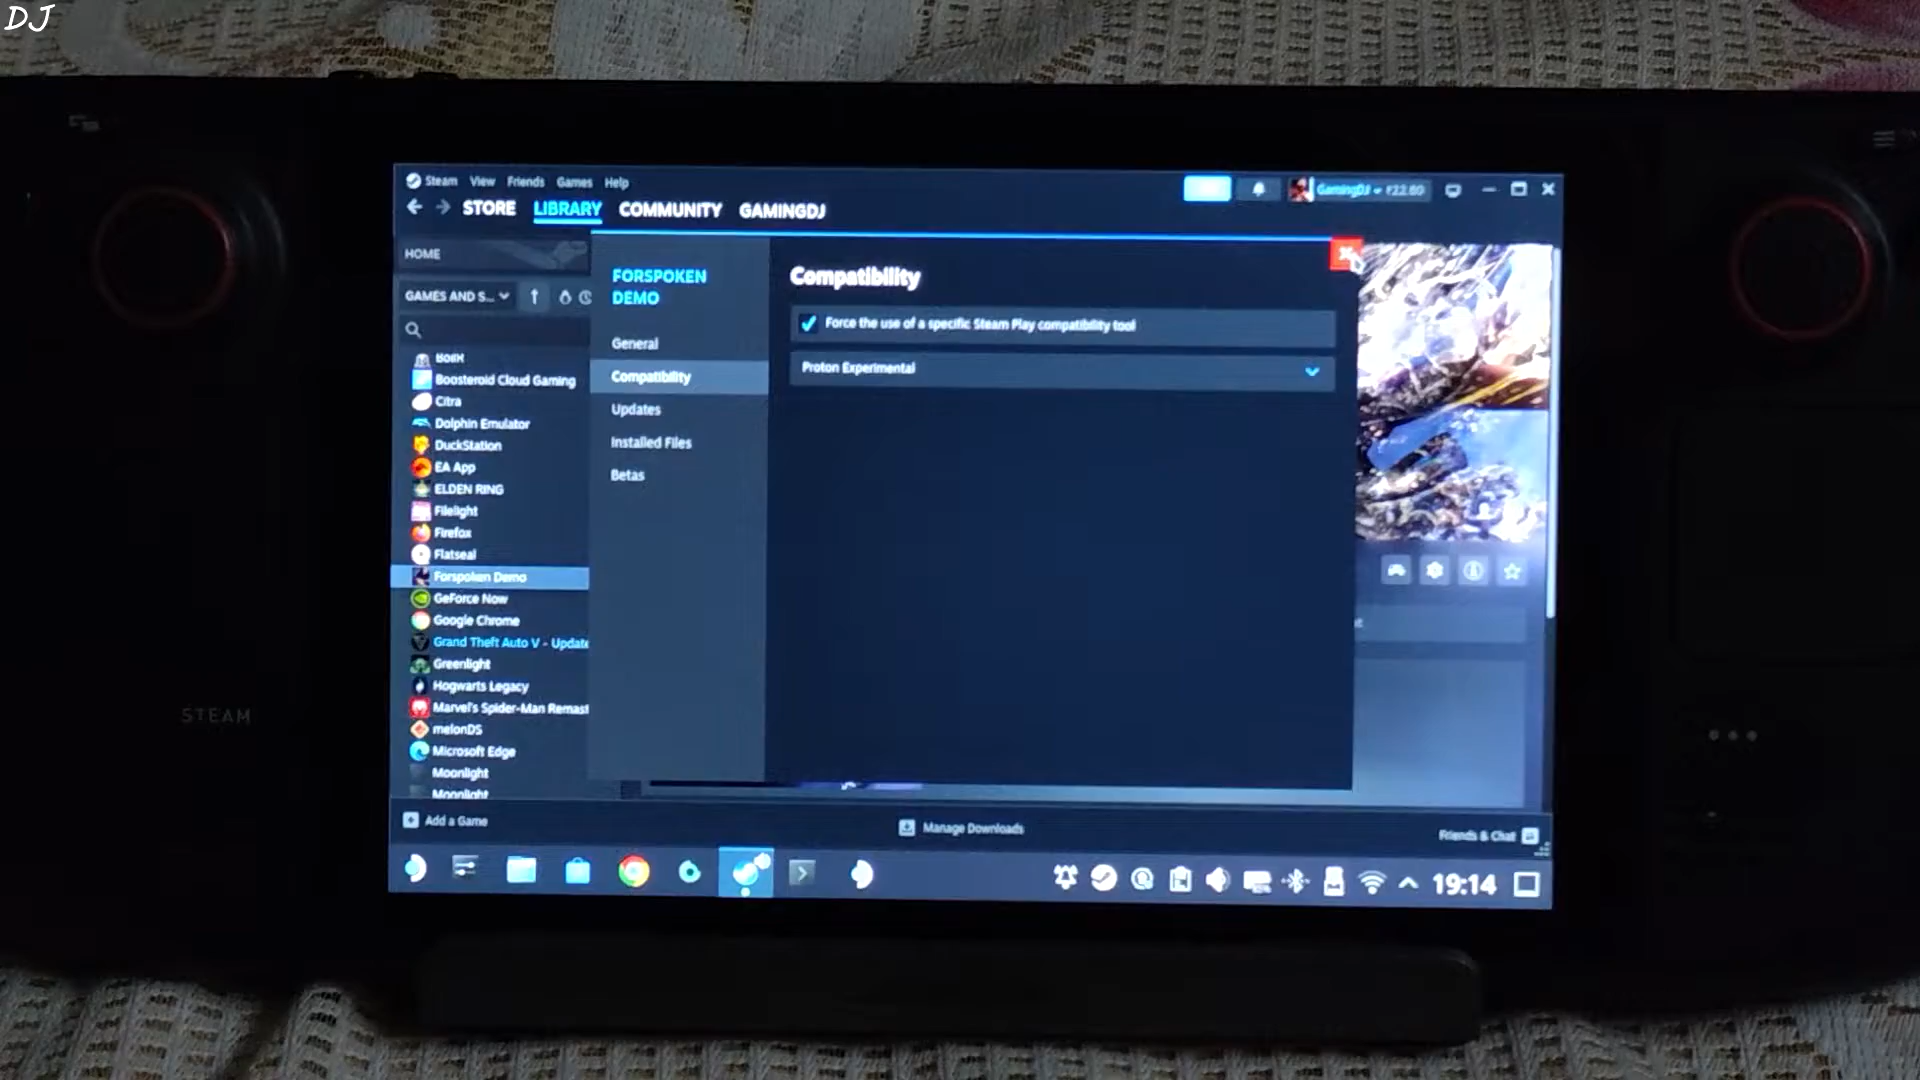 DJ
Steam View Friends Games Help
GamingDJ
STORE LIBRARY COMMUNITY GAMINGDJ
HOME
GAMES AND S...
FORSPOKEN
DEMO
General
Compatibility
Updates
Installed Files
Betas
Compatibility
Force the use of a specific Steam Play compatibility tool
Proton Experimental
Boosteroid Cloud Gaming
Citra
Dolphin Emulator
DuckStation
EA App
ELDEN RING
Filelight
Firefox
Flatseal
Forspoken Demo
GeForce Now
Google Chrome
Grand Theft Auto V - Update
Greenlight
Hogwarts Legacy
Marvel's Spider-Man Remast
melonDS
Microsoft Edge
Moonlight
Moonlight
Add a Game
Manage Downloads
Friends & Chat
19:14
STEAM